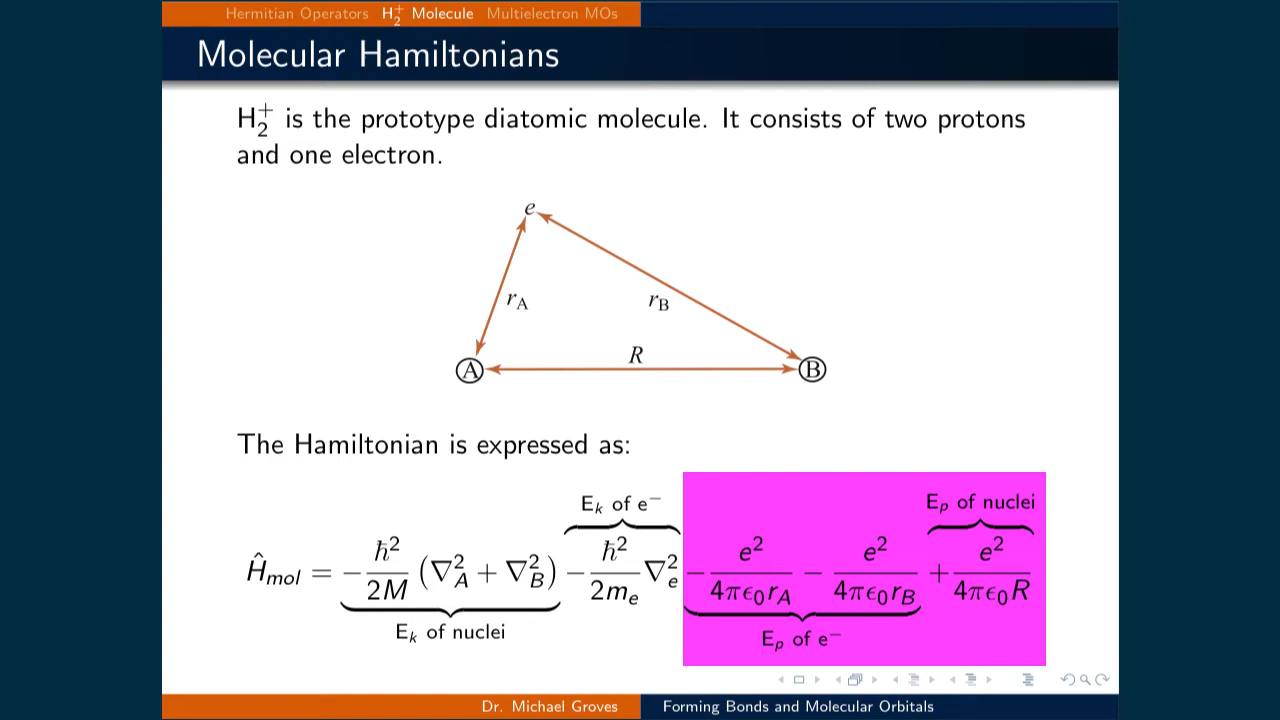 Hermitian Operators H₂⁺ Molecule Multielectron MOs
Molecular Hamiltonians
H₂⁺ is the prototype diatomic molecule. It consists of two protons
and one electron.
e
r_A
r_B
R
A
B
The Hamiltonian is expressed as:
E_k of e⁻
E_p of nuclei
Ĥ_mol = −ℏ²/2M (∇²_A + ∇²_B) − ℏ²/2m_e ∇²_e − e²/4πϵ₀r_A − e²/4πϵ₀r_B + e²/4πϵ₀R
E_k of nuclei
E_p of e⁻
Dr. Michael Groves
Forming Bonds and Molecular Orbitals